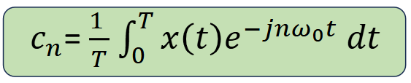 cₙ= 1/T ∫₀ᵀ x(t)e^(-jnω₀t) dt